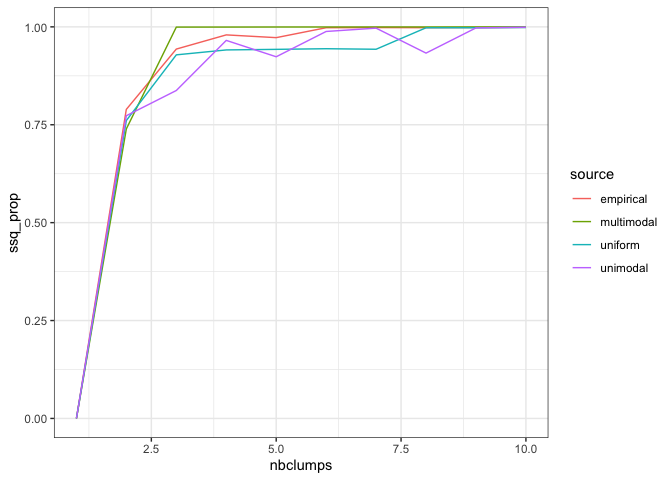 1.00
0.75
0.50
0.25
0.00
ssq_prop
2.5
5.0
7.5
10.0
nbclumps
source
empirical
multimodal
uniform
unimodal